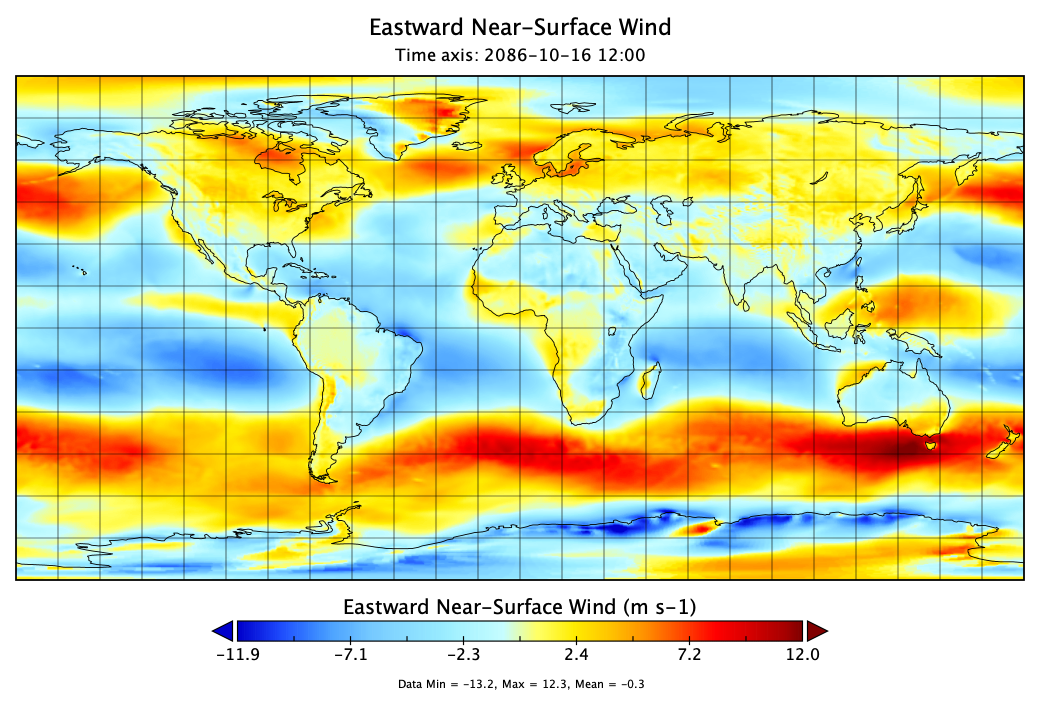 Eastward Near-Surface Wind
Time axis: 2086-10-16 12:00
Eastward Near-Surface Wind (m s-1)
-11.9 -7.1 -2.3 2.4 7.2 12.0
Data Min = -13.2, Max = 12.3, Mean = -0.3